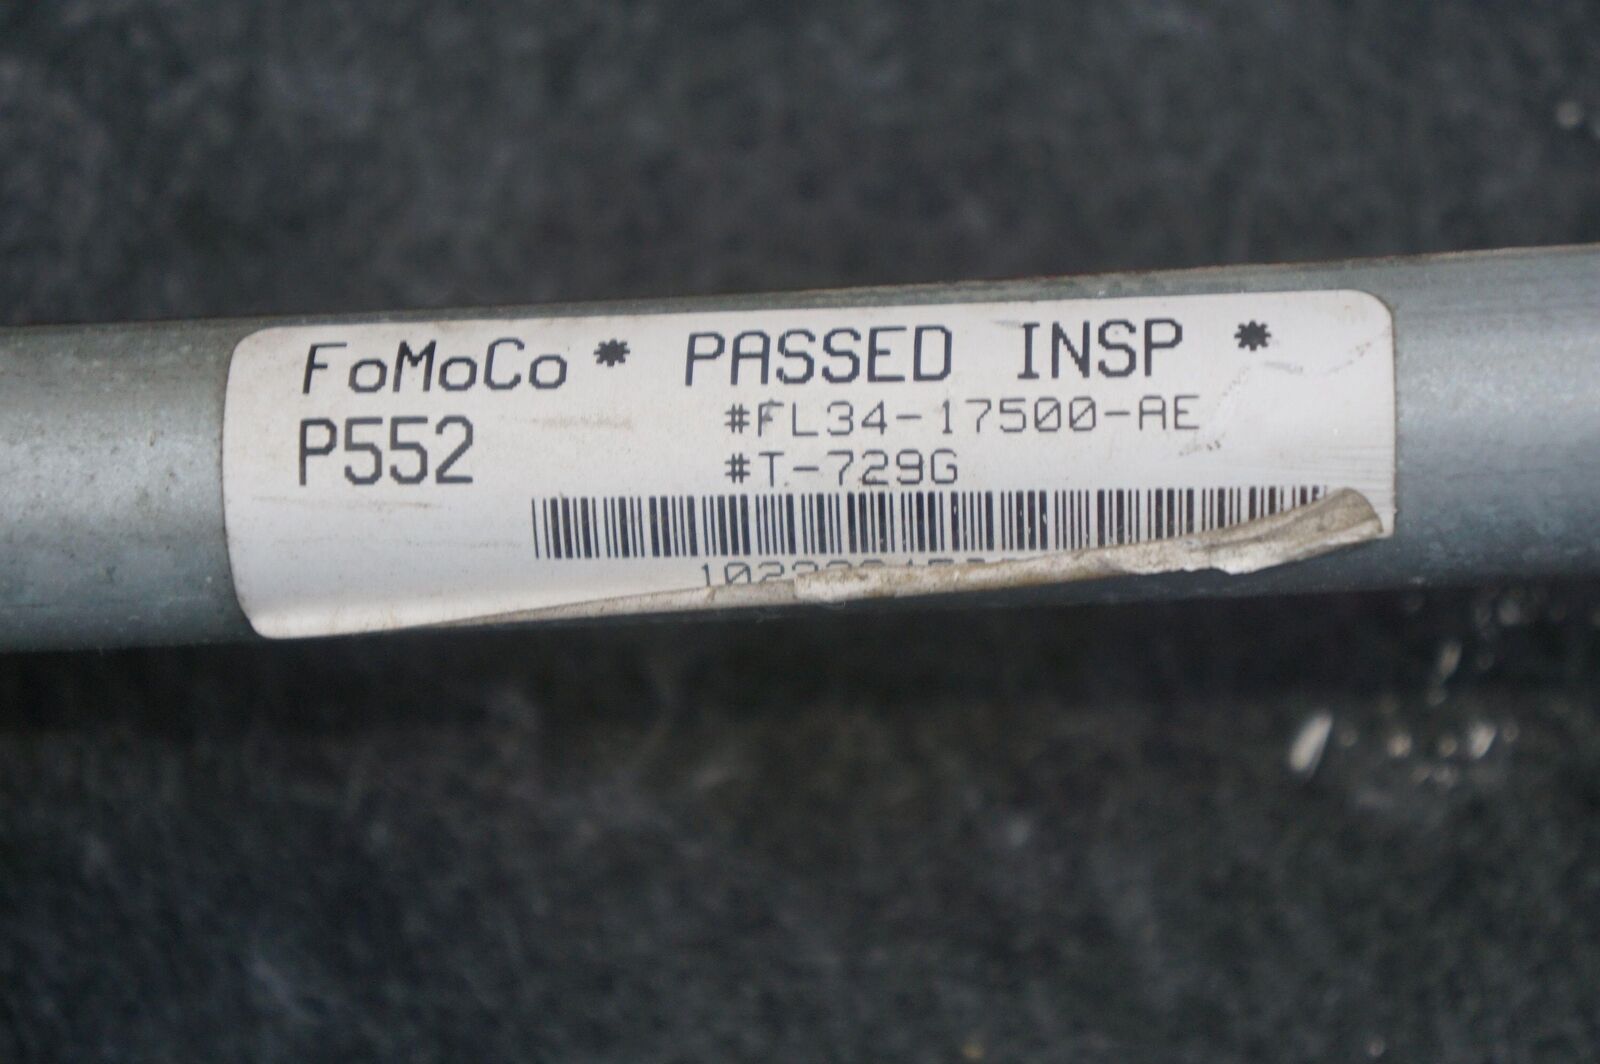 FoMoCo * PASSED INSP *
P552 #FL34-17500-AE
#T.-729G